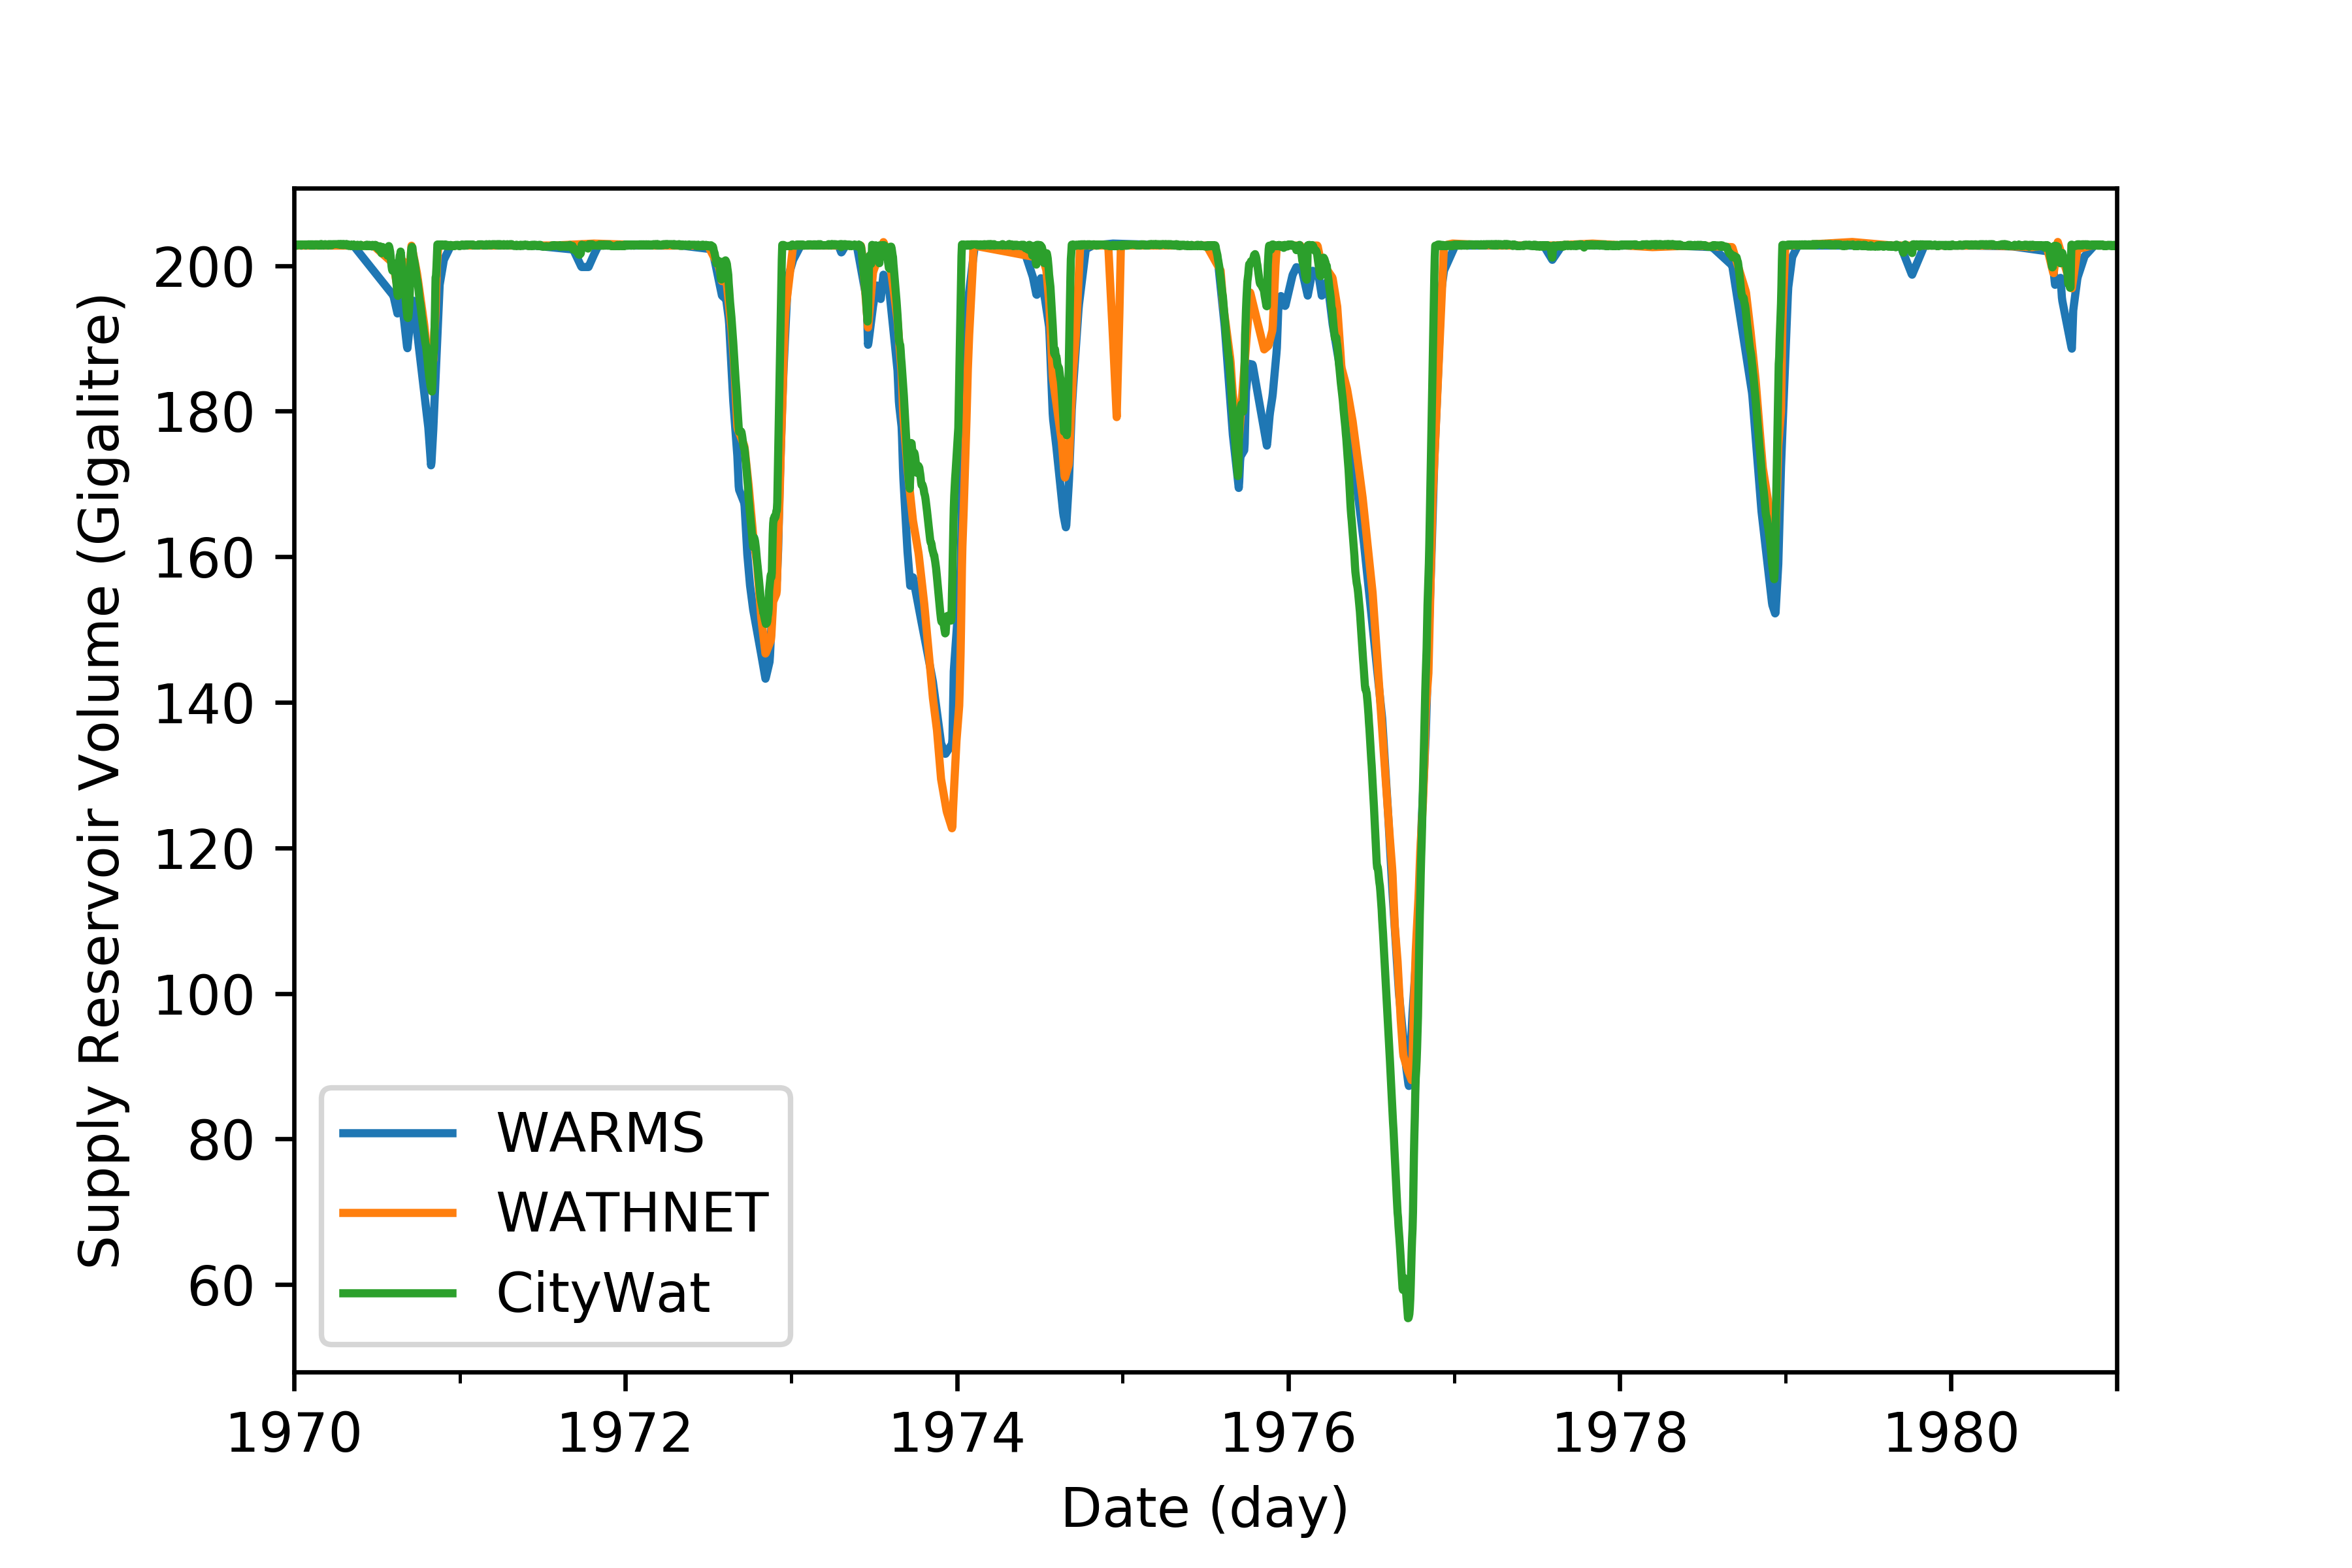 200
180
160
140
120
100
80
60
Supply Reservoir Volume (Gigalitre)
WARMS
WATHNET
CityWat
1970 1972 1974 1976 1978 1980
Date (day)